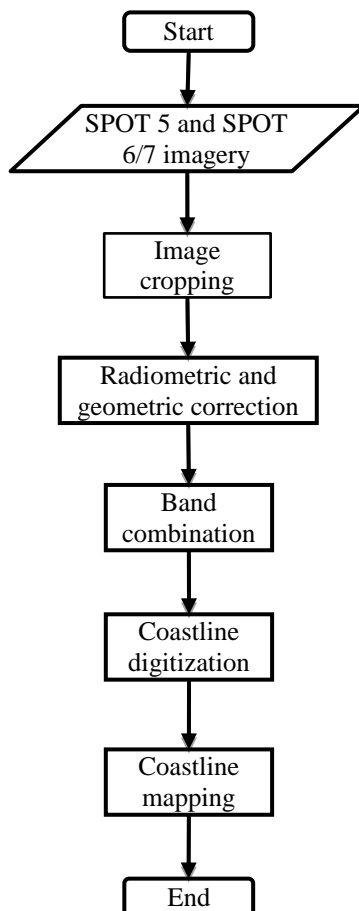 Start
SPOT 5 and SPOT
6/7 imagery
Image
cropping
Radiometric and
geometric correction
Band
combination
Coastline
digitization
Coastline
mapping
End